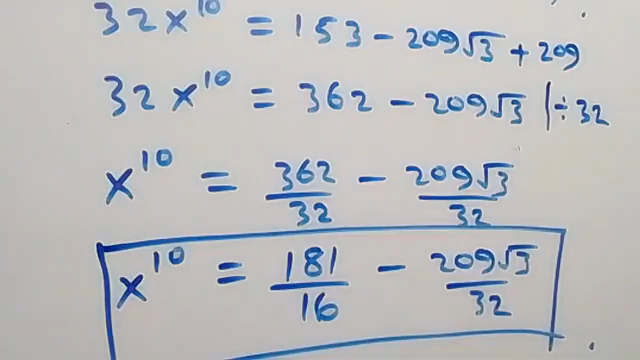 32x¹⁰ = 153 - 209√3 + 209
32x¹⁰ = 362 - 209√3 |÷32
x¹⁰ = 362/32 - 209√3/32
x¹⁰ = 181/16 - 209√3/32